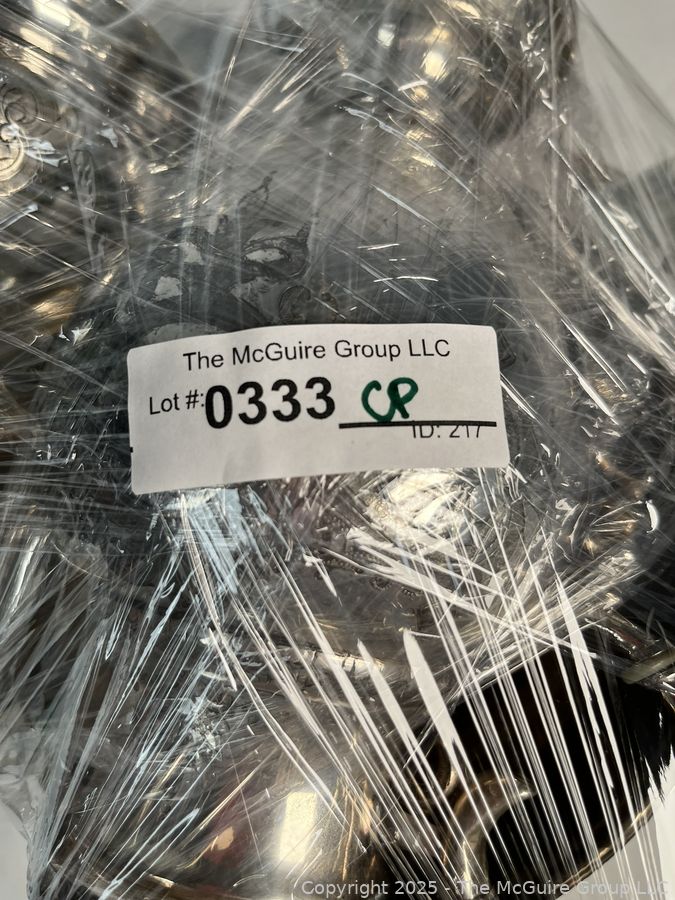 The McGuire Group LLC
Lot #: 0333 CR
ID: 217
Copyright 2025 - The McGuire Group LLC